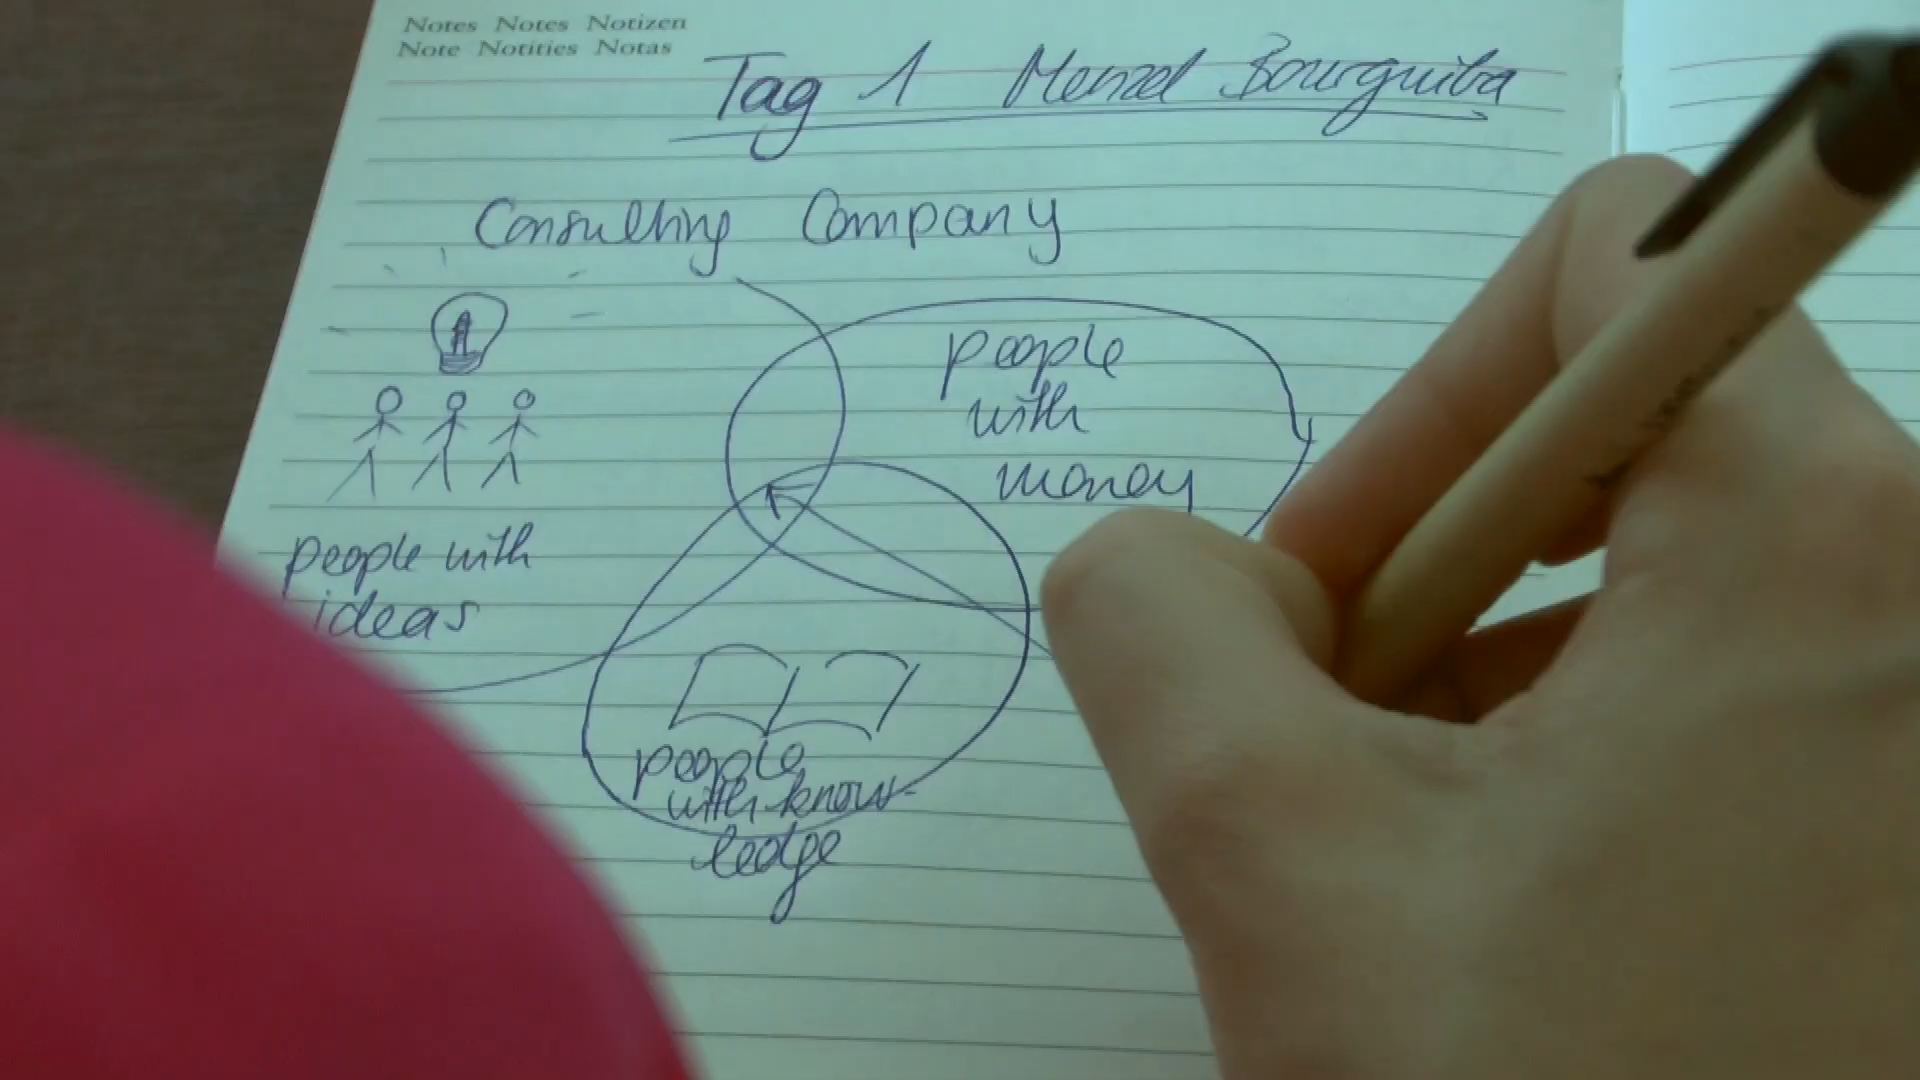 Notes Notes Notizen
Note Notities Notas
Tag 1 Menzel Bourguiba
Consulting Company
people
with
money
people with
ideas
people
with know-
ledge